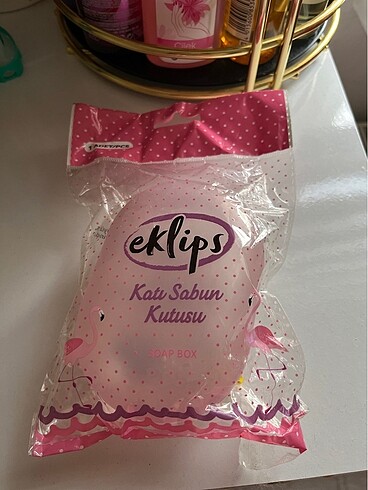 eklips
Katı Sabun
Kutusu
SOAP BOX